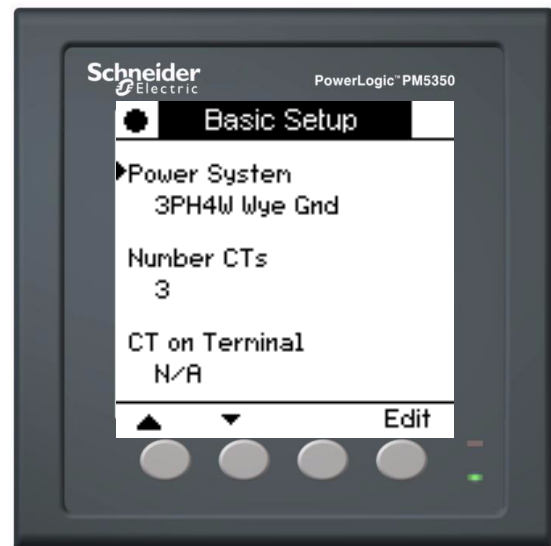 Schneider
Electric
PowerLogic™ PM5350
Basic Setup
Power System
3PH4W Wye Gnd
Number CTs
3
CT on Terminal
N/A
Edit